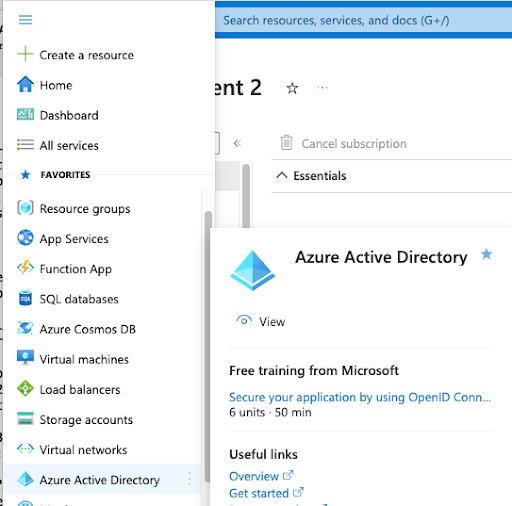 Search resources, services, and docs (G+/)
Create a resource
Home
Dashboard
All services
FAVORITES
Resource groups
App Services
Function App
SQL databases
Azure Cosmos DB
Virtual machines
Load balancers
Storage accounts
Virtual networks
Azure Active Directory
ent 2
Cancel subscription
Essentials
Azure Active Directory
View
Free training from Microsoft
Secure your application by using OpenID Conn...
6 units · 50 min
Useful links
Overview
Get started